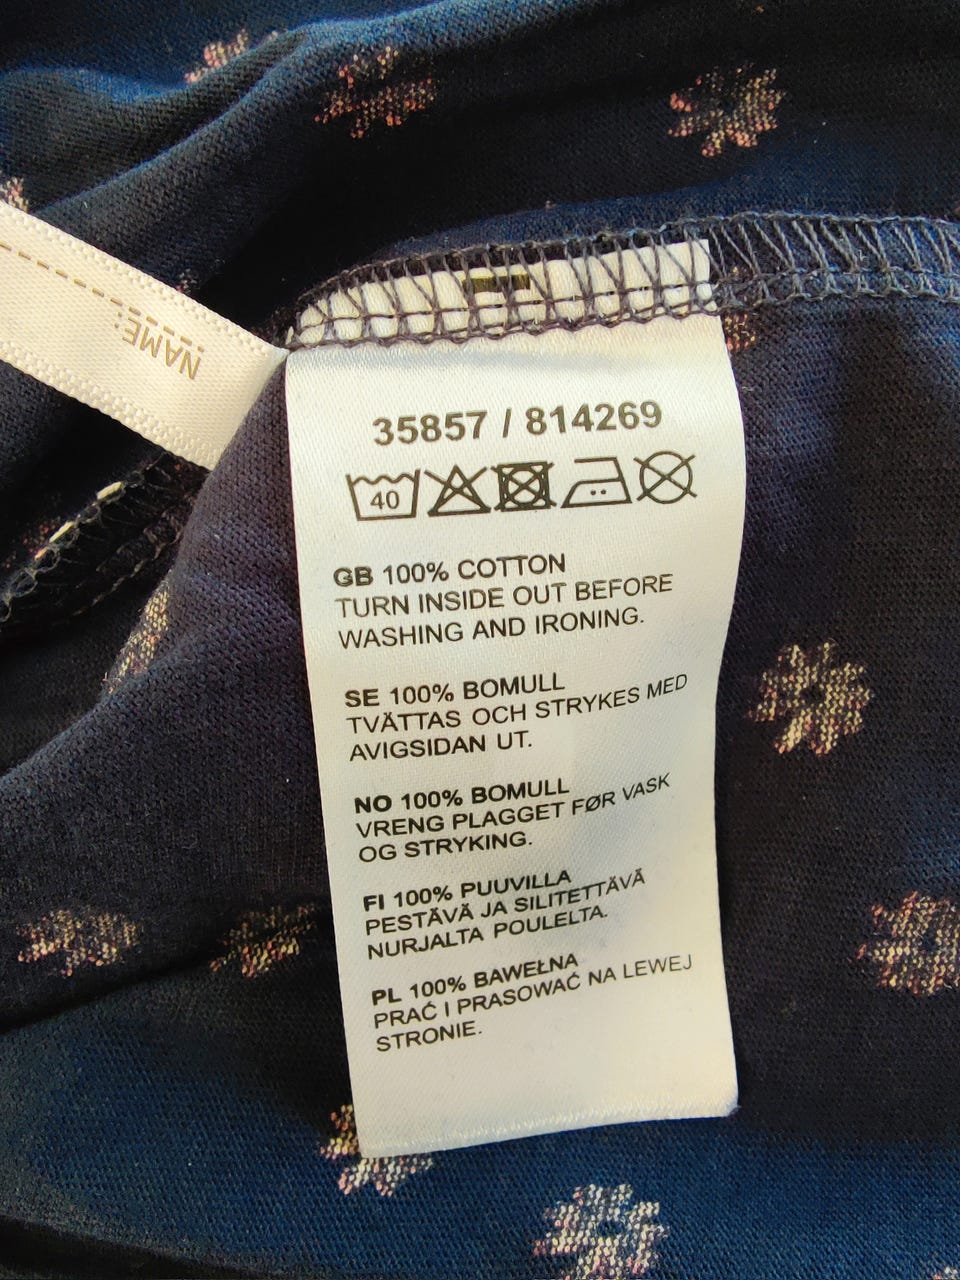 NAME:
35857 / 814269
40
GB 100% COTTON
TURN INSIDE OUT BEFORE
WASHING AND IRONING.
SE 100% BOMULL
TVÄTTAS OCH STRYKES MED
AVIGSIDAN UT.
NO 100% BOMULL
VRENG PLAGGET FØR VASK
OG STRYKING.
FI 100% PUUVILLA
PESTÄVÄ JA SILITETTÄVÄ
NURJALTA POULELTA.
PL 100% BAWEŁNA
PRAĆ I PRASOWAĆ NA LEWEJ
STRONIE.